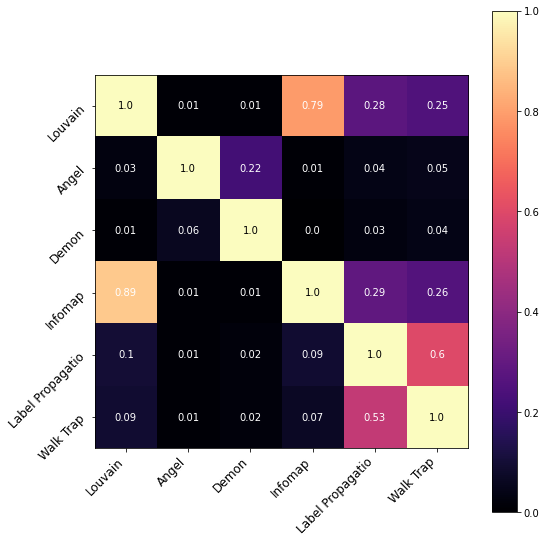 1.0
Louvain 1.0 0.01 0.01 0.79 0.28 0.25
0.8
Angel 0.03 1.0 0.22 0.01 0.04 0.05
0.6
Demon 0.01 0.06 1.0 0.0 0.03 0.04
Infomap 0.89 0.01 0.01 1.0 0.29 0.26
0.4
Label Propagatio 0.1 0.01 0.02 0.09 1.0 0.6
0.2
Walk Trap 0.09 0.01 0.02 0.07 0.53 1.0
0.0
Louvain Angel Demon Infomap Label Propagatio Walk Trap